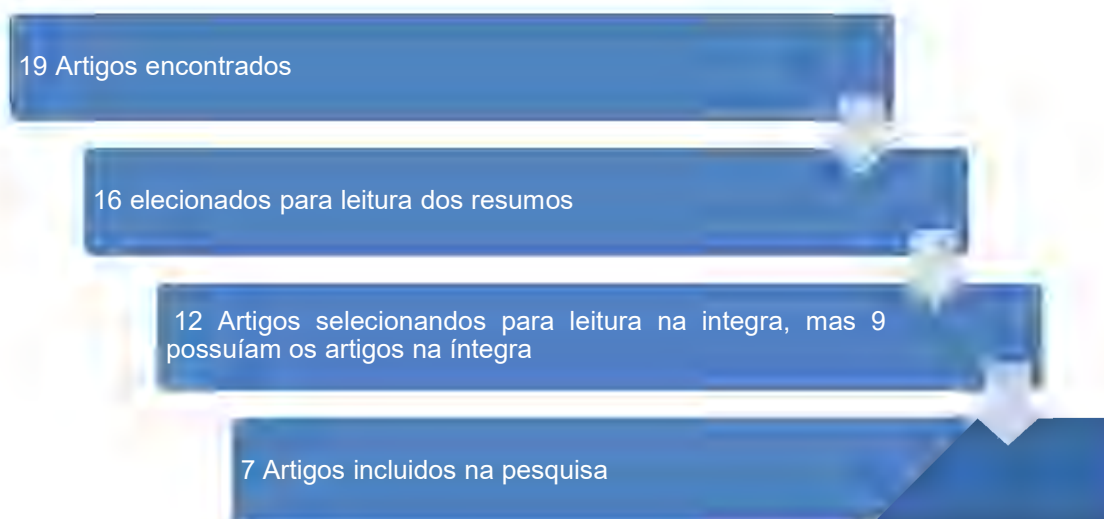 19 Artigos encontrados
16 elecionados para leitura dos resumos
12 Artigos selecionandos para leitura na integra, mas 9
possuíam os artigos na íntegra
7 Artigos incluidos na pesquisa